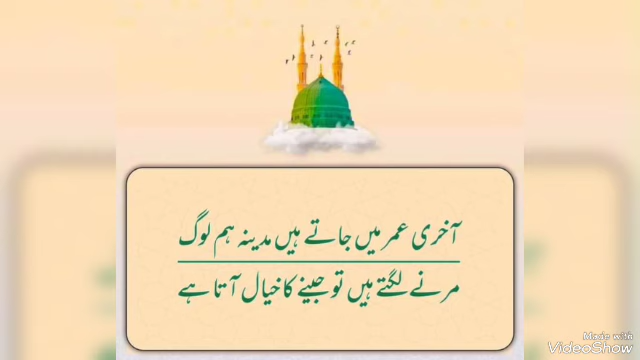 آخری عمر میں جاتے ہیں مدینہ ہم لوگ
مرنے لگتے ہیں تو جینے کا خیال آتا ہے
Made with
VideoShow